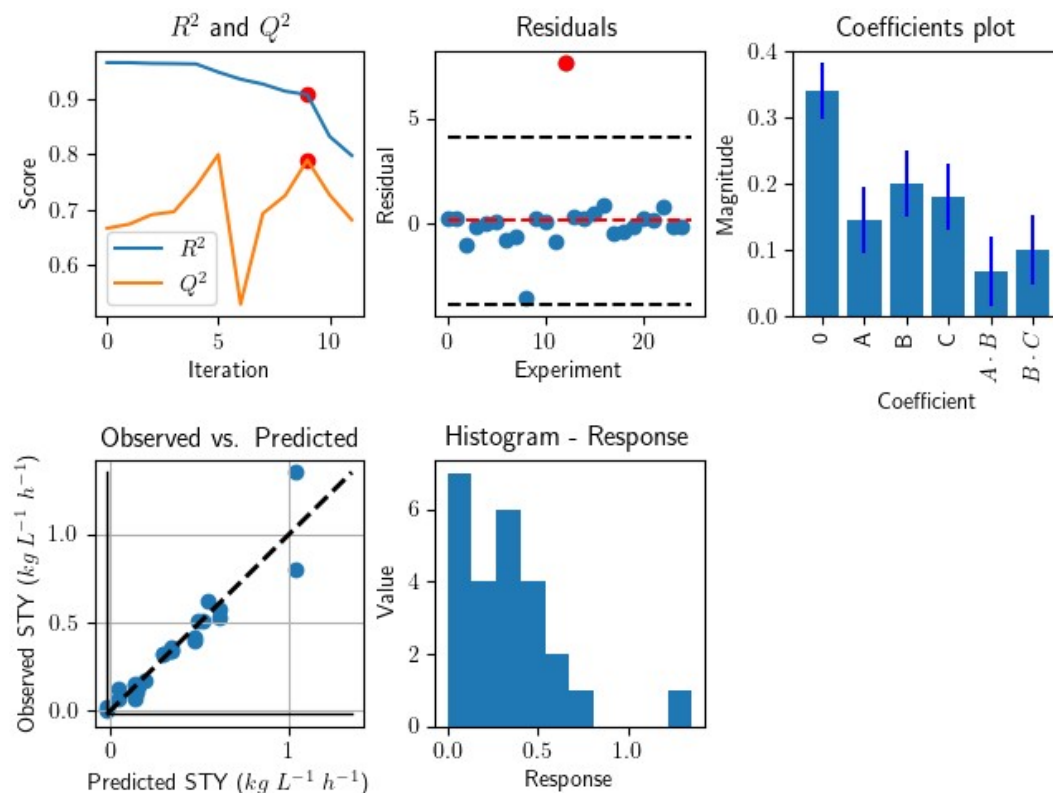 R² and Q²
Score
0.9
0.8
0.7
0.6
R²
Q²
0
5
10
Iteration
Residuals
Residual
5
0
0
10
20
Experiment
Coefficients plot
Magnitude
0.4
0.3
0.2
0.1
0.0
0
A
B
C
A · B
B · C
Coefficient
Observed vs. Predicted
Observed STY (kg L⁻¹ h⁻¹)
1.0
0.5
0.0
0
1
Predicted STY (kg L⁻¹ h⁻¹)
Histogram - Response
Value
6
4
2
0
0.0
0.5
1.0
Response